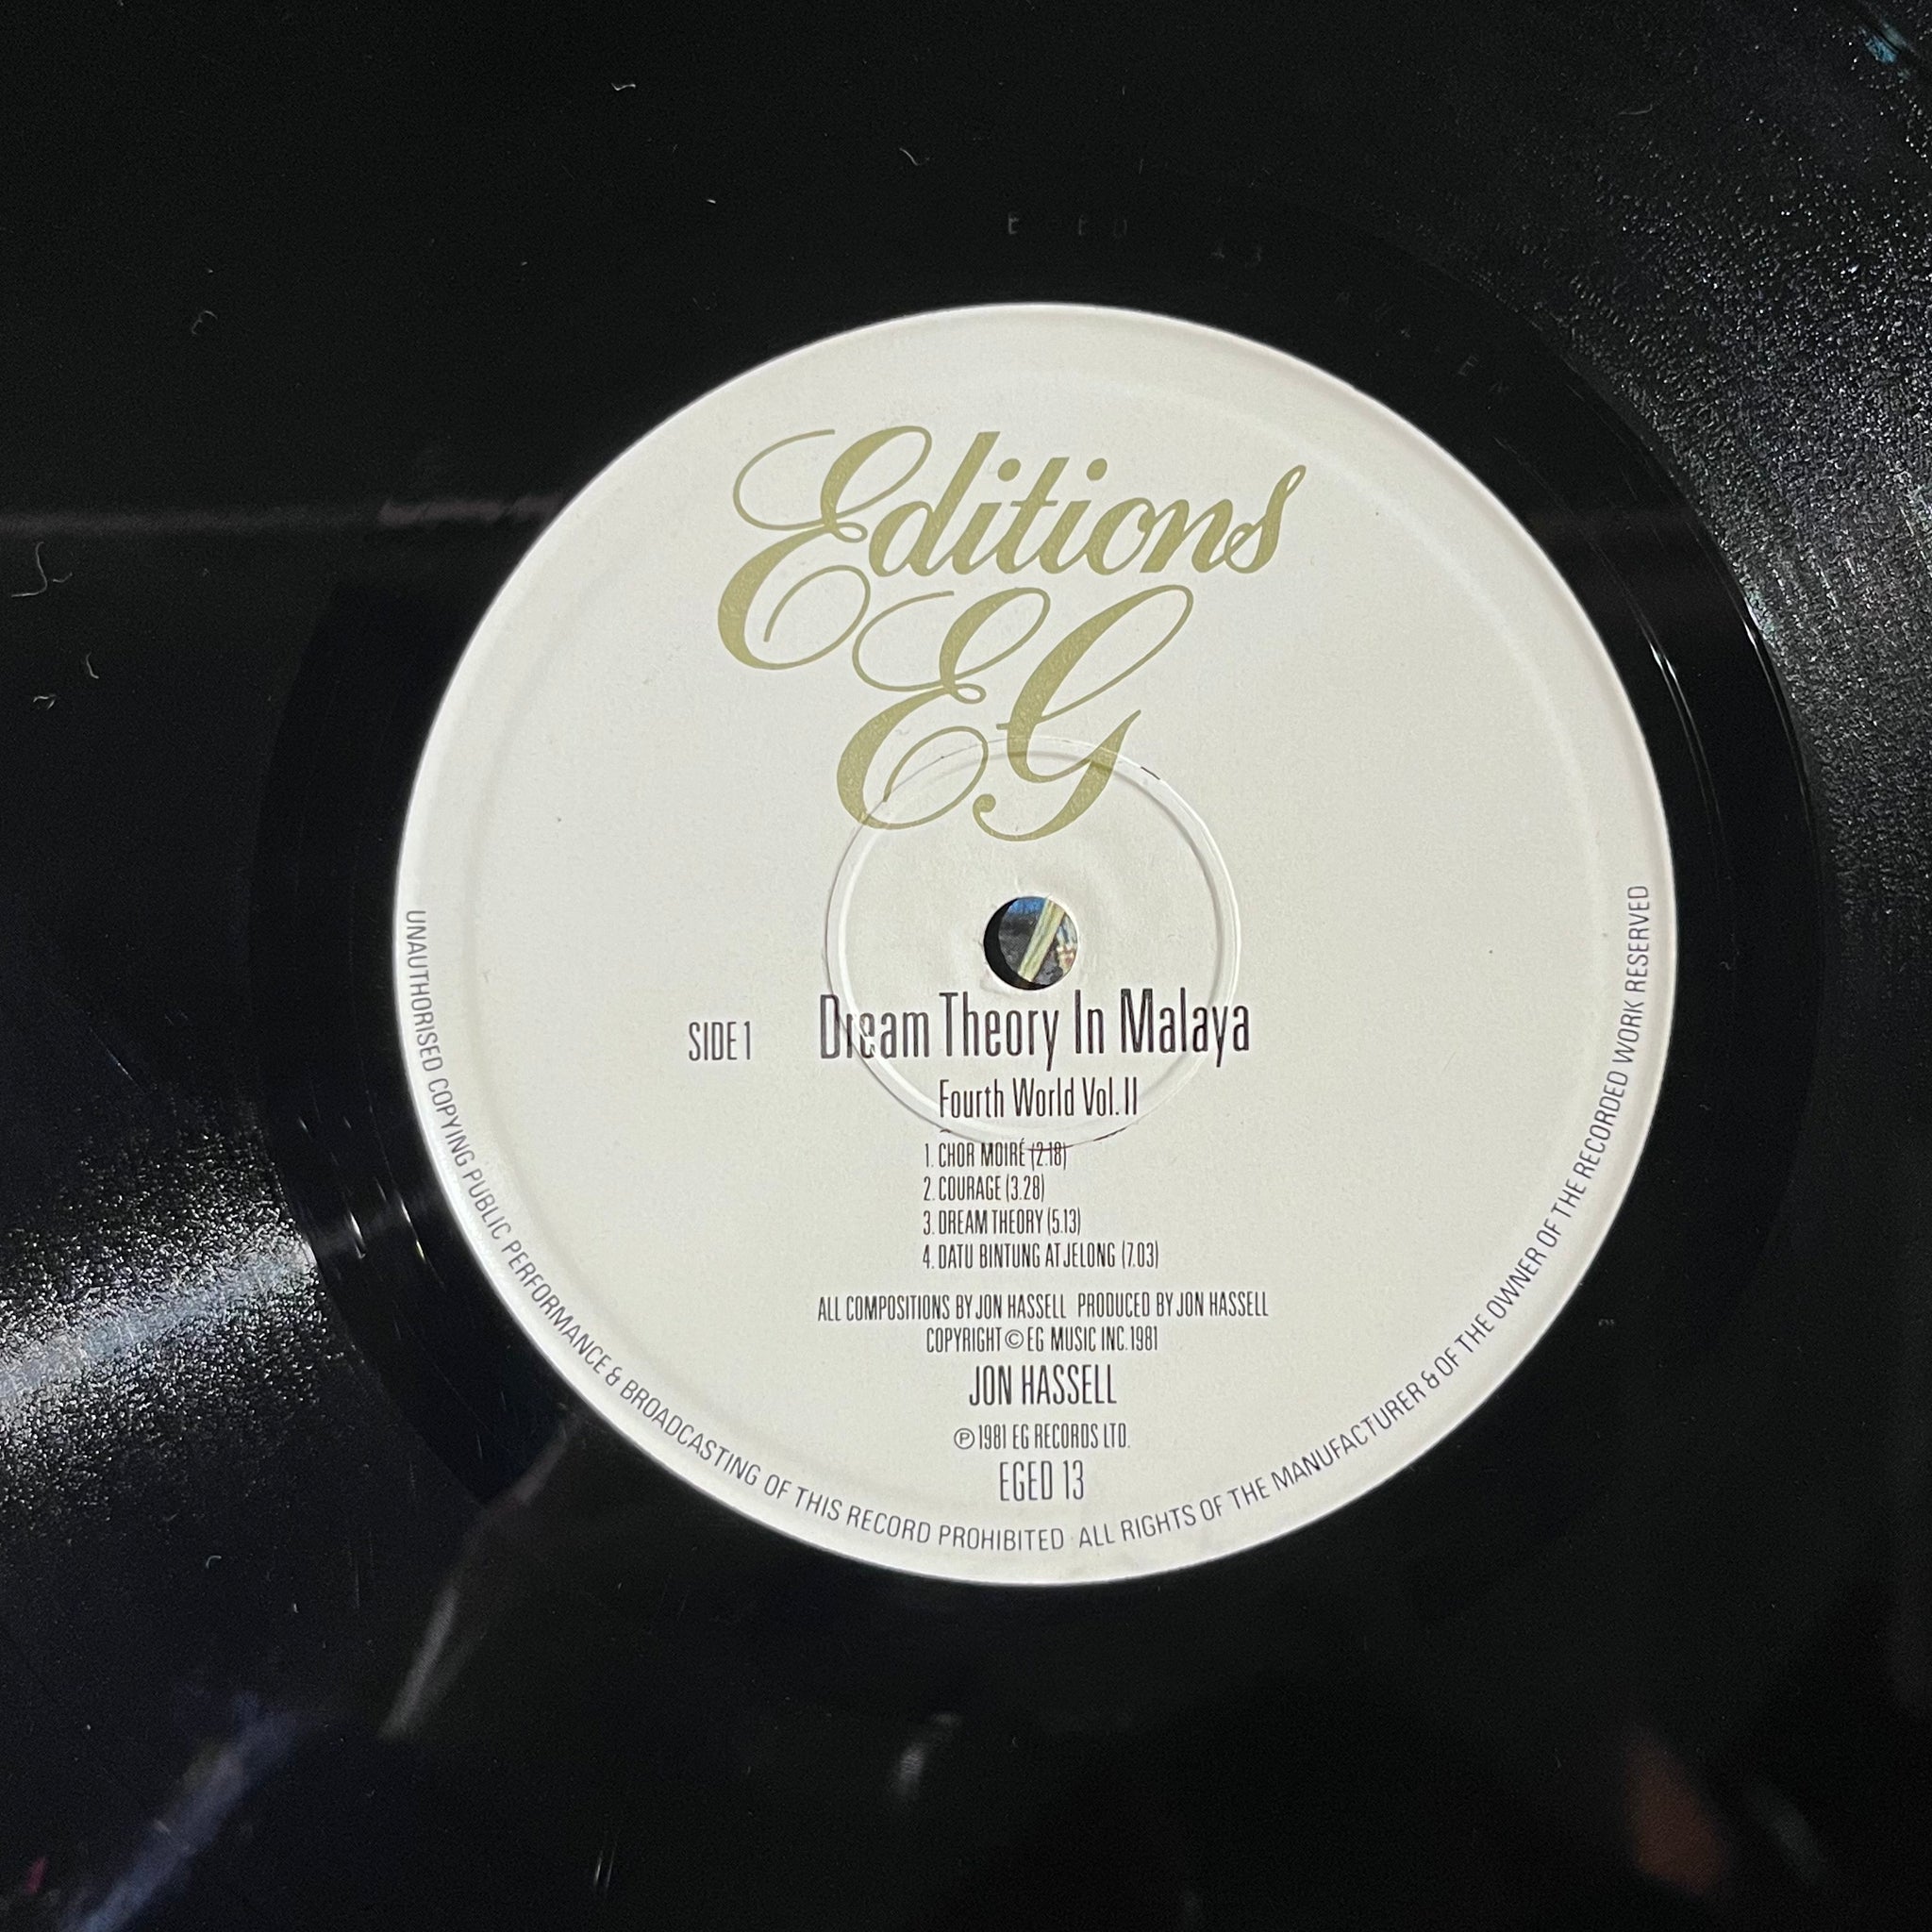 Editions
EG
SIDE 1
Dream Theory In Malaya
Fourth World Vol. II
1. CHOR MOIRÉ (2.18)
2. COURAGE (3.28)
3. DREAM THEORY (5.13)
4. DATU BINTUNG AT JELONG (7.03)
ALL COMPOSITIONS BY JON HASSELL PRODUCED BY JON HASSELL
COPYRIGHT © EG MUSIC INC. 1981
JON HASSELL
℗ 1981 EG RECORDS LTD.
EGED 13
UNAUTHORISED COPYING PUBLIC PERFORMANCE & BROADCASTING OF THIS RECORD PROHIBITED · ALL RIGHTS OF THE MANUFACTURER & OF THE OWNER OF THE RECORDED WORK RESERVED